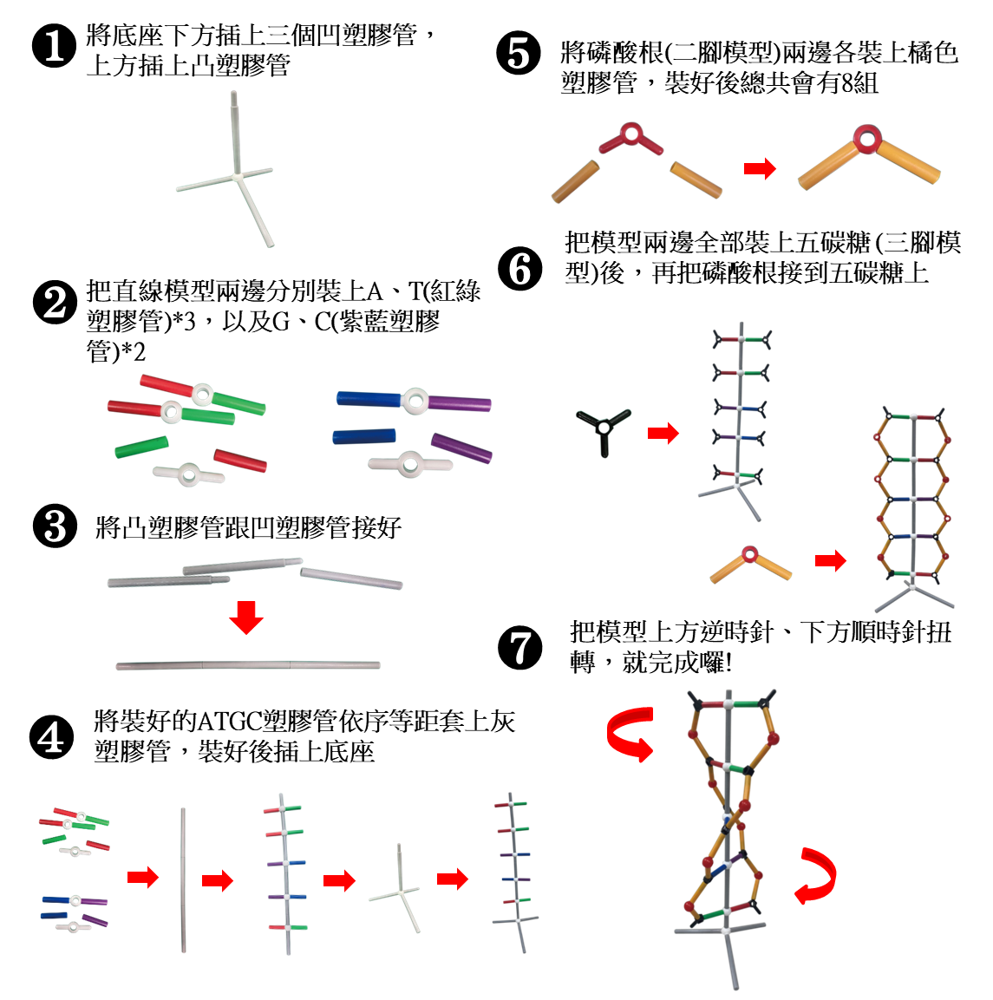 1
將底座下方插上三個凹塑膠管，
上方插上凸塑膠管
2
把直線模型兩邊分別裝上A、T(紅綠
塑膠管)*3，以及G、C(紫藍塑膠
管)*2
3
將凸塑膠管跟凹塑膠管接好
4
將裝好的ATGC塑膠管依序等距套上灰
塑膠管，裝好後插上底座
5
將磷酸根(二腳模型)兩邊各裝上橘色
塑膠管，裝好後總共會有8組
6
把模型兩邊全部裝上五碳糖(三腳模
型)後，再把磷酸根接到五碳糖上
7
把模型上方逆時針、下方順時針扭
轉，就完成囉!